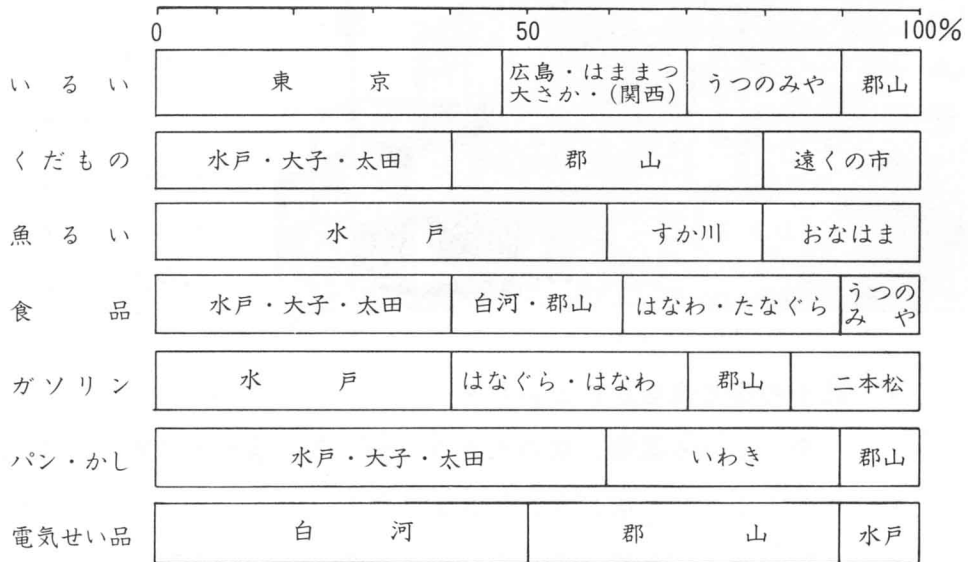 0 50 100%
いるい 東京 広島・はままつ うつのみや 郡山
大さか・(関西)
くだもの 水戸・大子・太田 郡山 遠くの市
魚るい 水戸 すか川 おなはま
食品 水戸・大子・太田 白河・郡山 はなわ・たなぐら うつの
みや
ガソリン 水戸 はなぐら・はなわ 郡山 二本松
パン・かし 水戸・大子・太田 いわき 郡山
電気せい品 白河 郡山 水戸